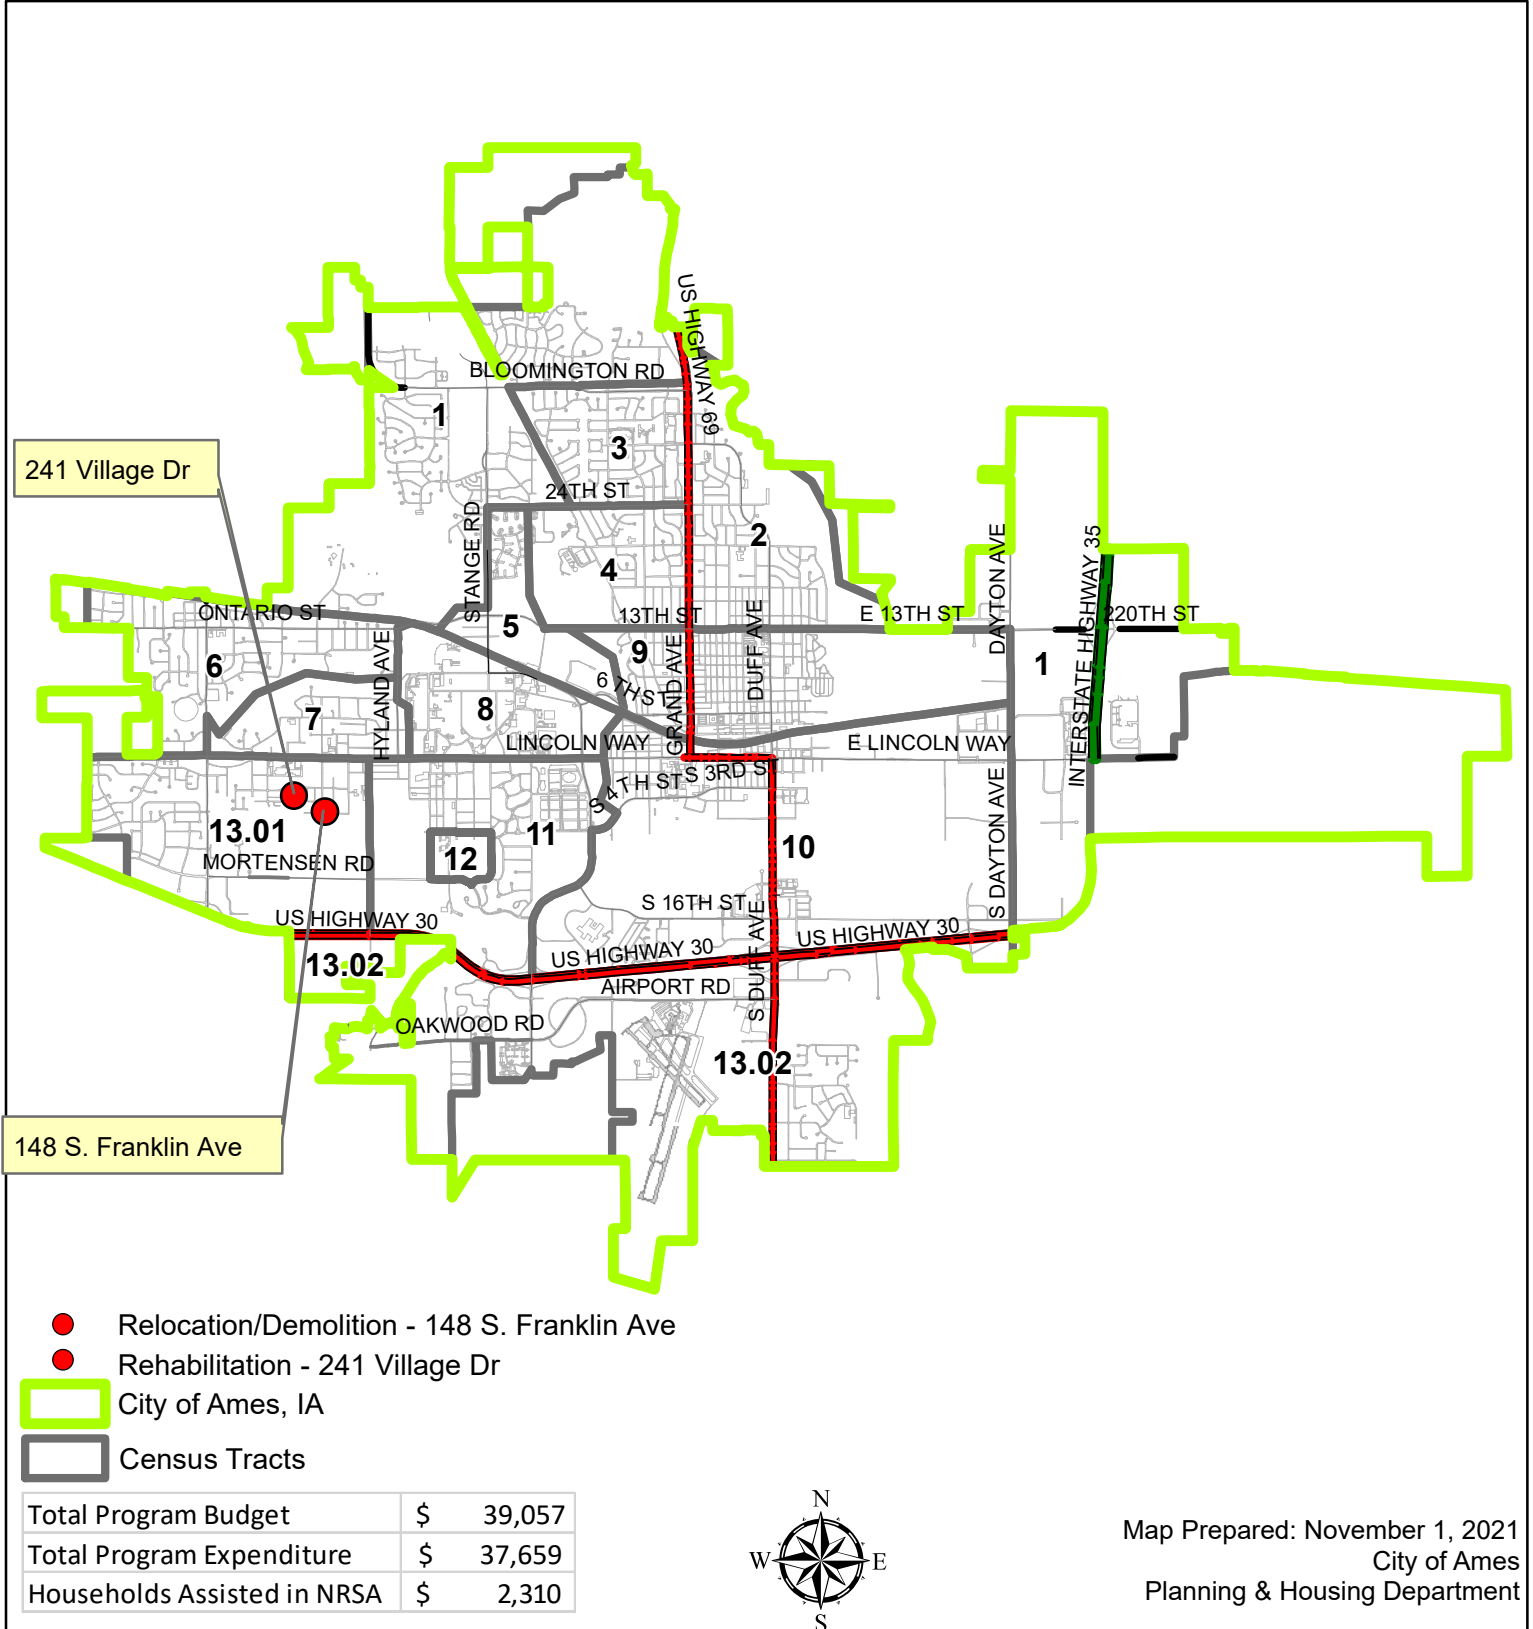 US HIGHWAY 69
BLOOMINGTON RD
1
3
241 Village Dr
24TH ST
STANGE RD
2
DAYTON AVE
INTERSTATE HIGHWAY 35
4
ONTARIO ST
13TH ST
E 13TH ST
220TH ST
5
HYLAND AVE
9
GRAND AVE
DUFF AVE
1
6
6 TH ST
7
8
LINCOLN WAY
E LINCOLN WAY
S 3RD S
S 4TH ST
S DAYTON AVE
13.01
11
10
12
MORTENSEN RD
S 16TH ST
US HIGHWAY 30
US HIGHWAY 30
US HIGHWAY 30
S DUFF AVE
13.02
AIRPORT RD
OAKWOOD RD
13.02
148 S. Franklin Ave
Relocation/Demolition - 148 S. Franklin Ave
Rehabilitation - 241 Village Dr
City of Ames, IA
Census Tracts
Total Program Budget $ 39,057
Total Program Expenditure $ 37,659
Households Assisted in NRSA $ 2,310
N
W E
S
Map Prepared: November 1, 2021
City of Ames
Planning & Housing Department